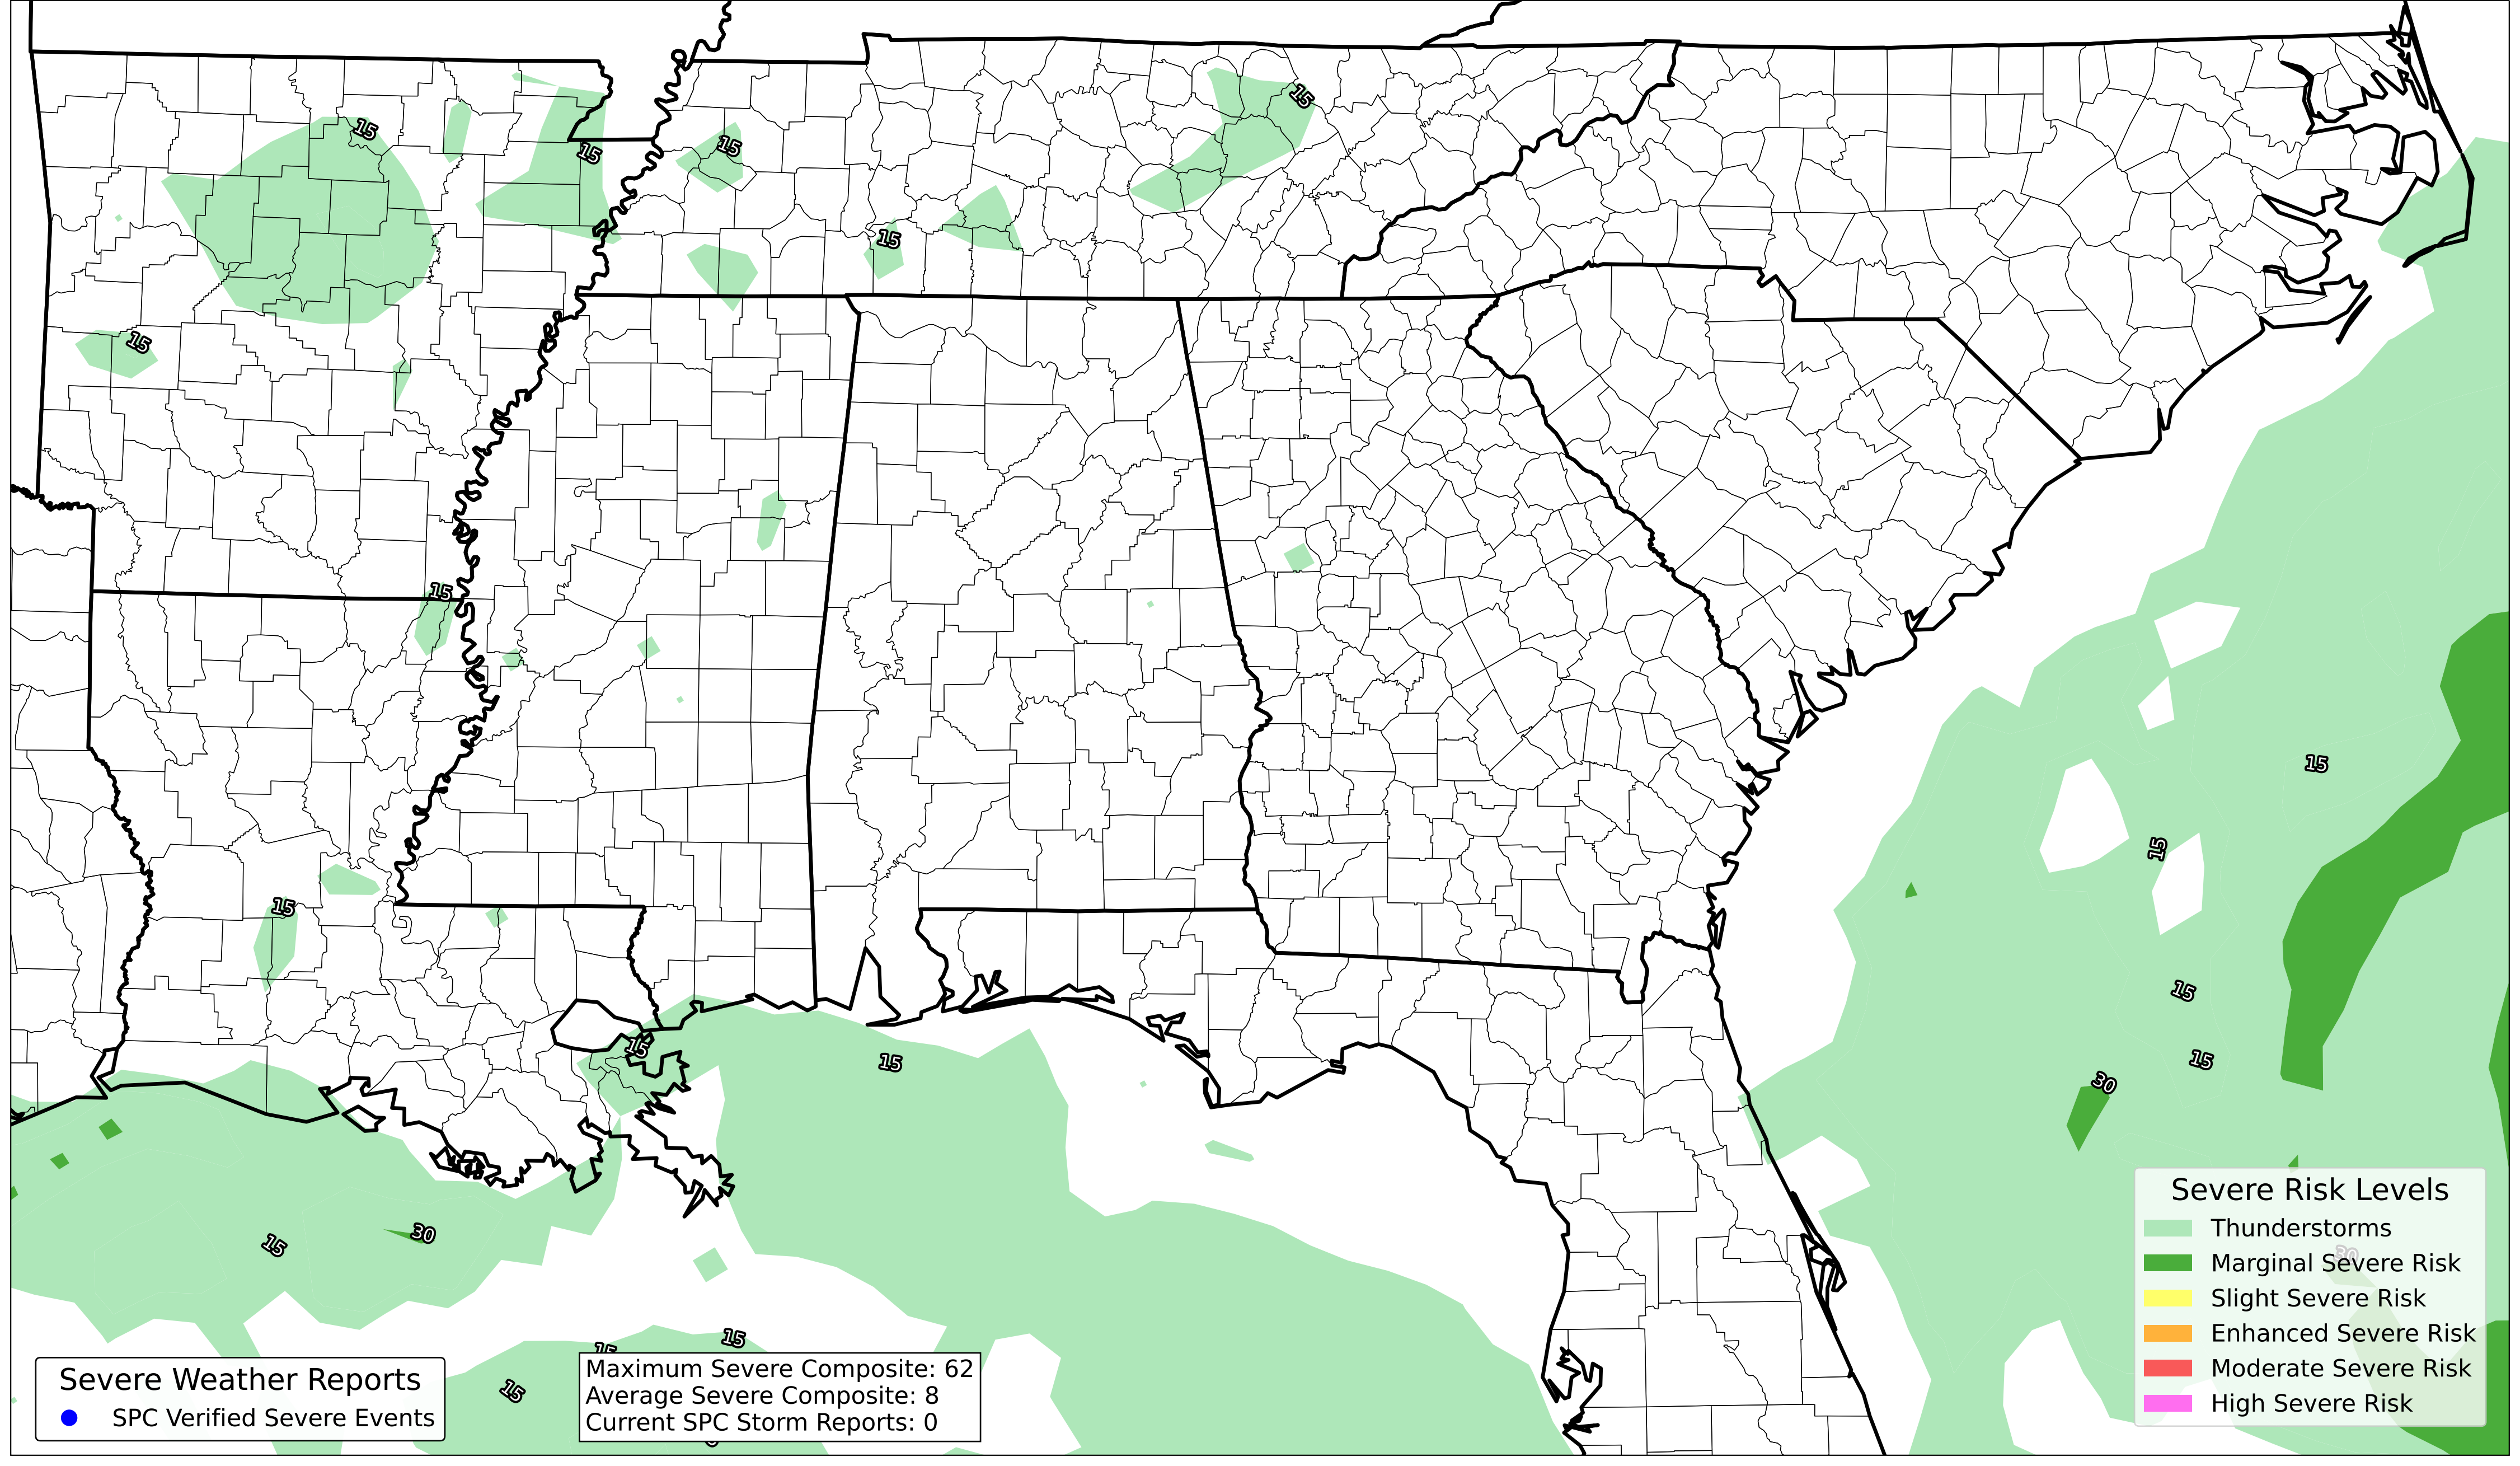 15
15
15
15
15
15
15
15
15
15
15
15
15
15
30
15
30
30
15
15
15
Severe Risk Levels
Thunderstorms
Marginal Severe Risk
Slight Severe Risk
Enhanced Severe Risk
Moderate Severe Risk
High Severe Risk
Severe Weather Reports
SPC Verified Severe Events
Maximum Severe Composite: 62
Average Severe Composite: 8
Current SPC Storm Reports: 0